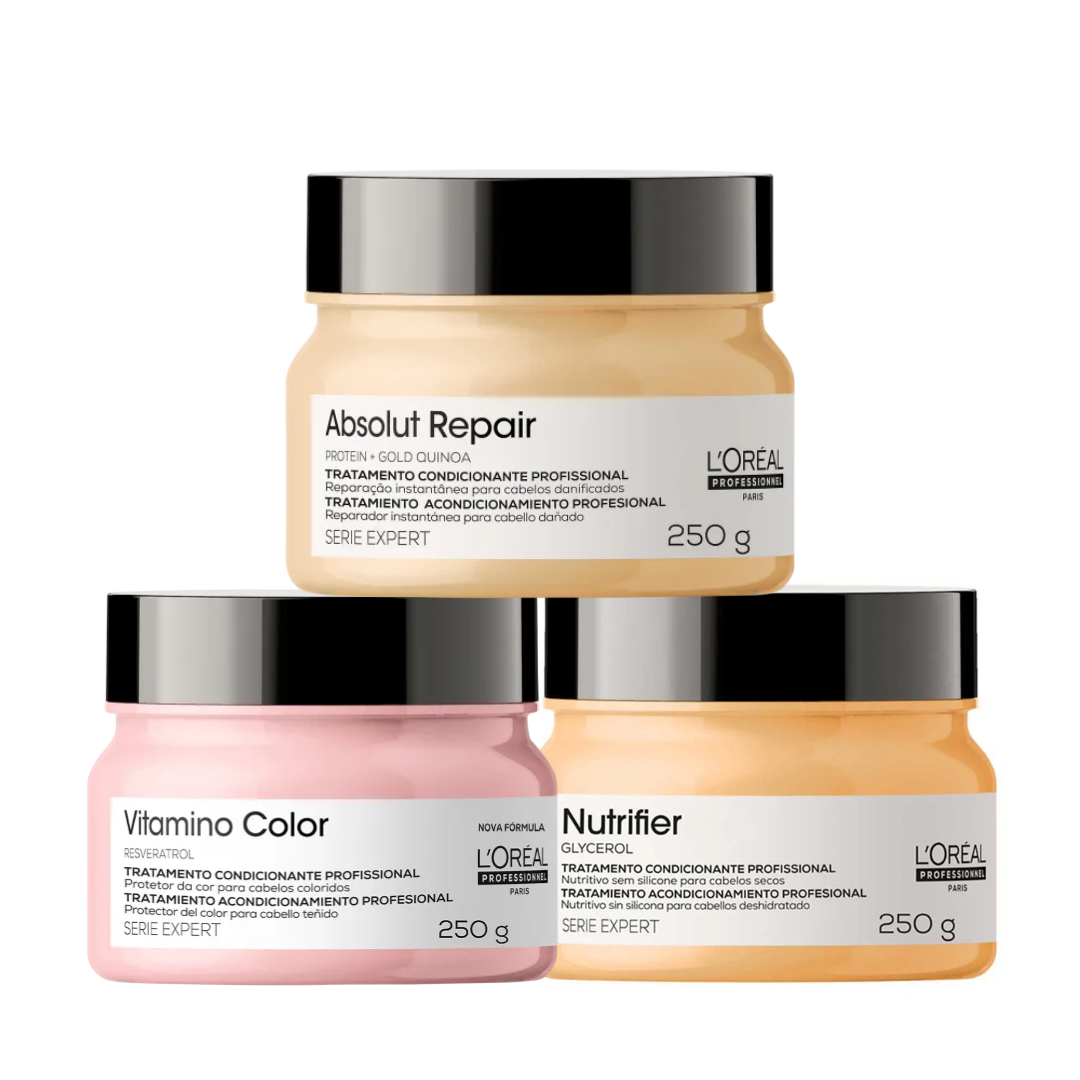 Absolut Repair
PROTEIN + GOLD QUINOA
TRATAMENTO CONDICIONANTE PROFISSIONAL
Reparação instantânea para cabelos danificados
TRATAMIENTO ACONDICIONAMIENTO PROFESIONAL
Reparador instantánea para cabello dañado
SERIE EXPERT
250 g
L'ORÉAL
PROFESSIONNEL
PARIS
Vitamino Color
RESVERATROL
TRATAMENTO CONDICIONANTE PROFISSIONAL
Protetor da cor para cabelos coloridos
TRATAMIENTO ACONDICIONAMIENTO PROFESIONAL
Protector del color para cabello teñido
SERIE EXPERT
250 g
NOVA FÓRMULA
L'ORÉAL
PROFESSIONNEL
PARIS
Nutrifier
GLYCEROL
TRATAMENTO CONDICIONANTE PROFISSIONAL
Nutritivo sem silicone para cabelos secos
TRATAMIENTO ACONDICIONAMIENTO PROFESIONAL
Nutritivo sin silicona para cabellos deshidratado
SERIE EXPERT
250 g
L'ORÉAL
PROFESSIONNEL
PARIS